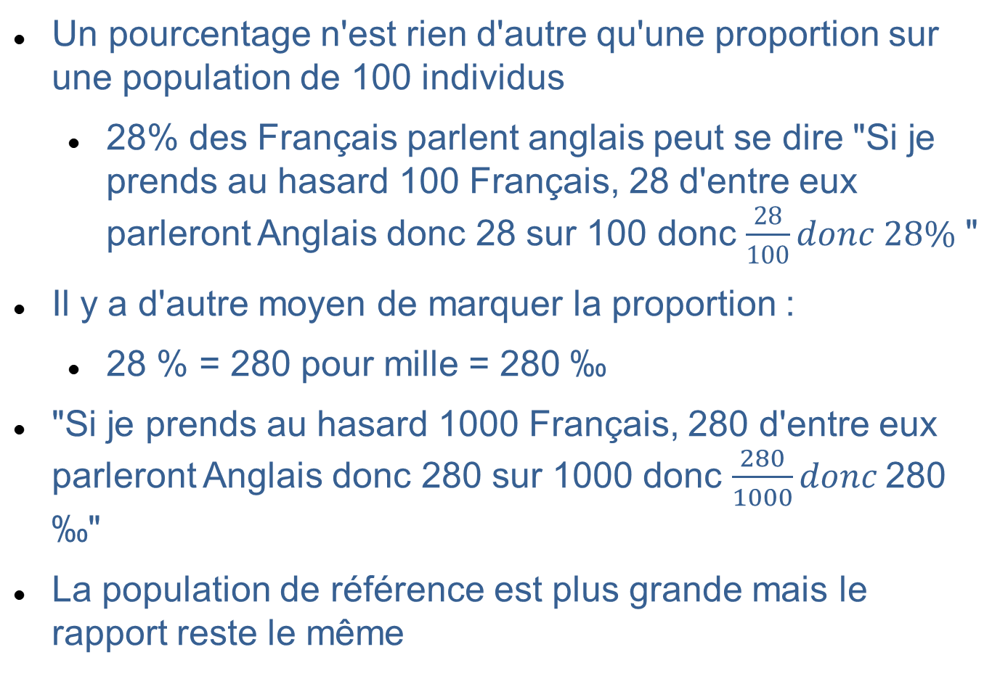 • Un pourcentage n'est rien d'autre qu'une proportion sur
une population de 100 individus
• 28% des Français parlent anglais peut se dire "Si je
prends au hasard 100 Français, 28 d'entre eux
parleront Anglais donc 28 sur 100 donc 28/100 donc 28% "
• Il y a d'autre moyen de marquer la proportion :
• 28 % = 280 pour mille = 280 ‰
• "Si je prends au hasard 1000 Français, 280 d'entre eux
parleront Anglais donc 280 sur 1000 donc 280/1000 donc 280
‰"
• La population de référence est plus grande mais le
rapport reste le même